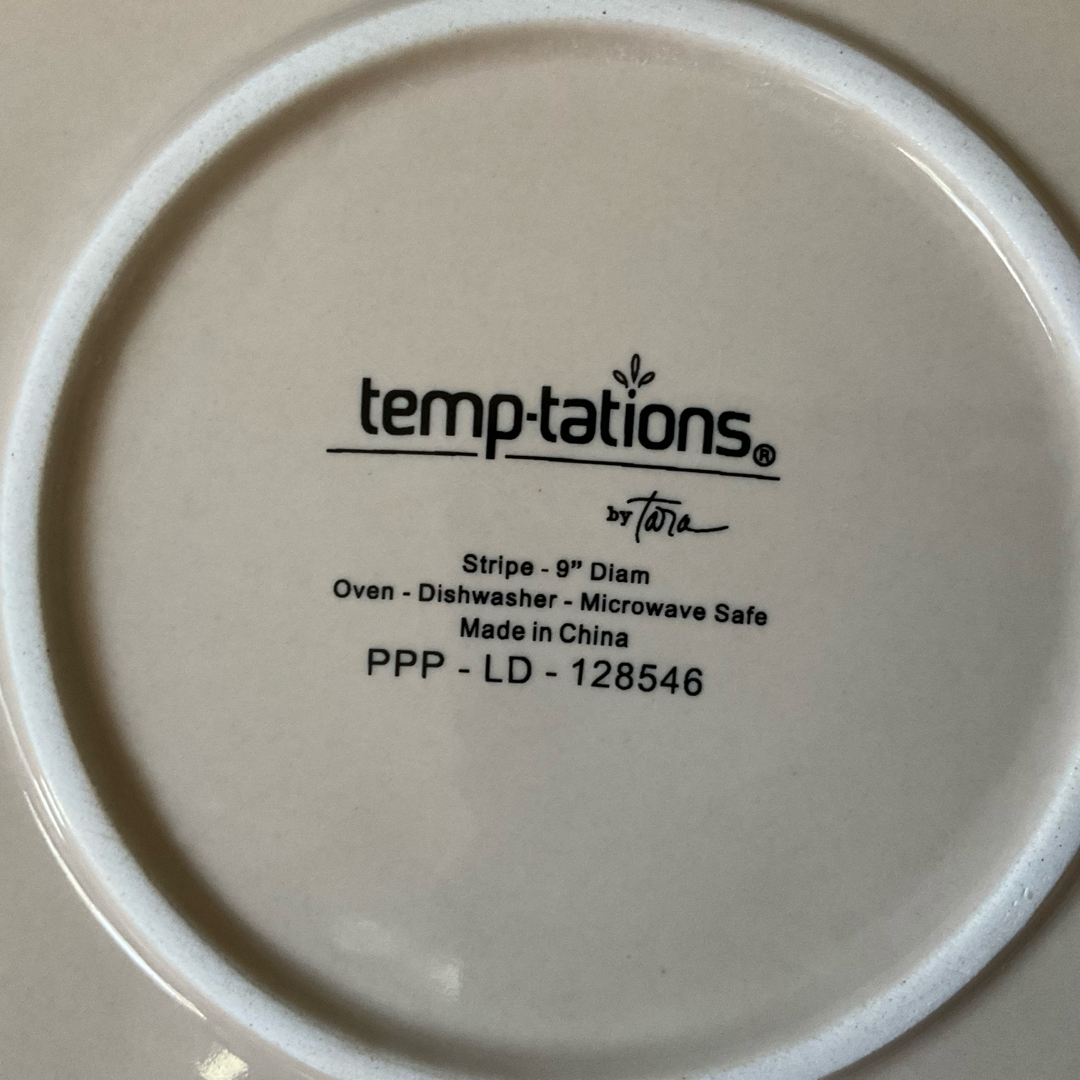 temp-tations®
by Tara
Stripe - 9” Diam
Oven - Dishwasher - Microwave Safe
Made in China
PPP - LD - 128546